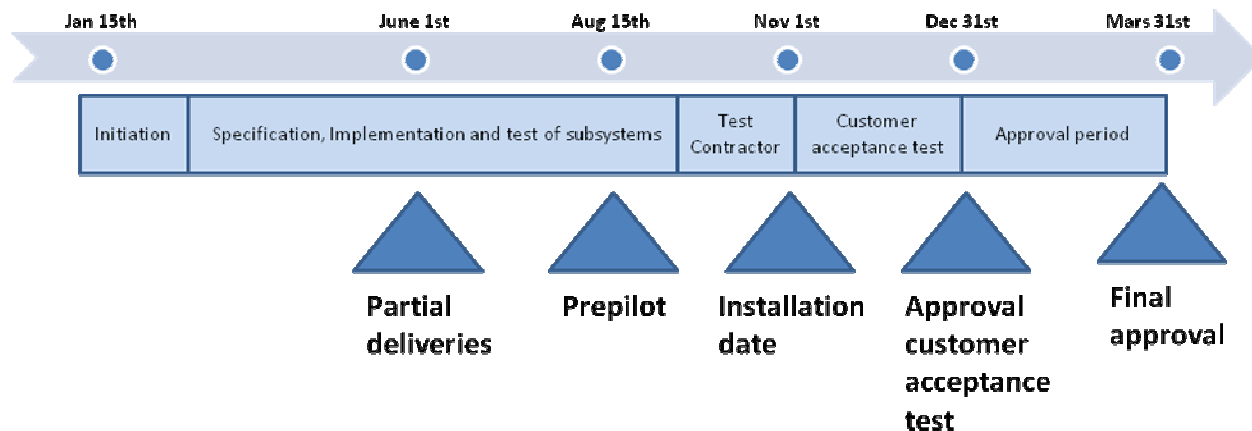 Jan 15th
June 1st
Aug 15th
Nov 1st
Dec 31st
Mars 31st
Initiation
Specification, Implementation and test of subsystems
Test
Contractor
Customer
acceptance test
Approval period
Partial
deliveries
Prepilot
Installation
date
Approval
customer
acceptance
test
Final
approval